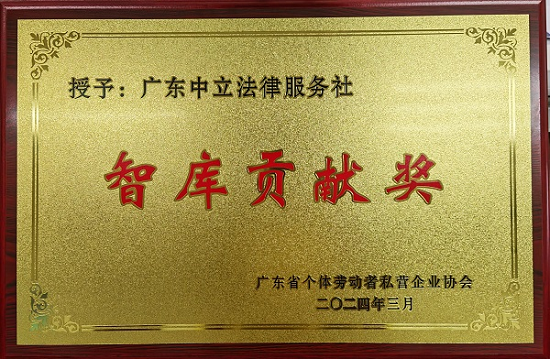 授予：广东中立法律服务社
智库贡献奖
广东省个体劳动者私营企业协会
二〇二四年三月